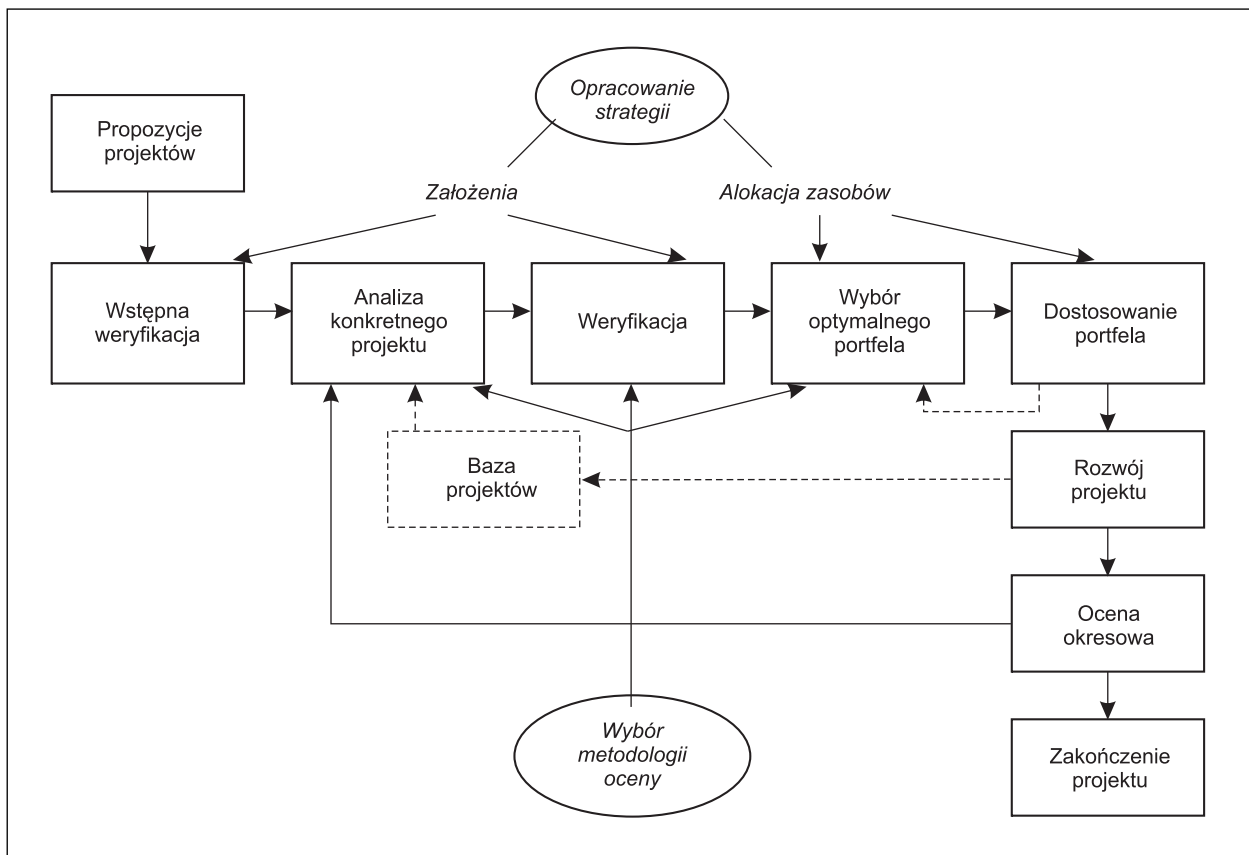 Opracowanie
strategii
Propozycje
projektów
Założenia
Alokacja zasobów
Wstępna
weryfikacja
Analiza
konkretnego
projektu
Weryfikacja
Wybór
optymalnego
portfela
Dostosowanie
portfela
Baza
projektów
Rozwój
projektu
Ocena
okresowa
Wybór
metodologii
oceny
Zakończenie
projektu